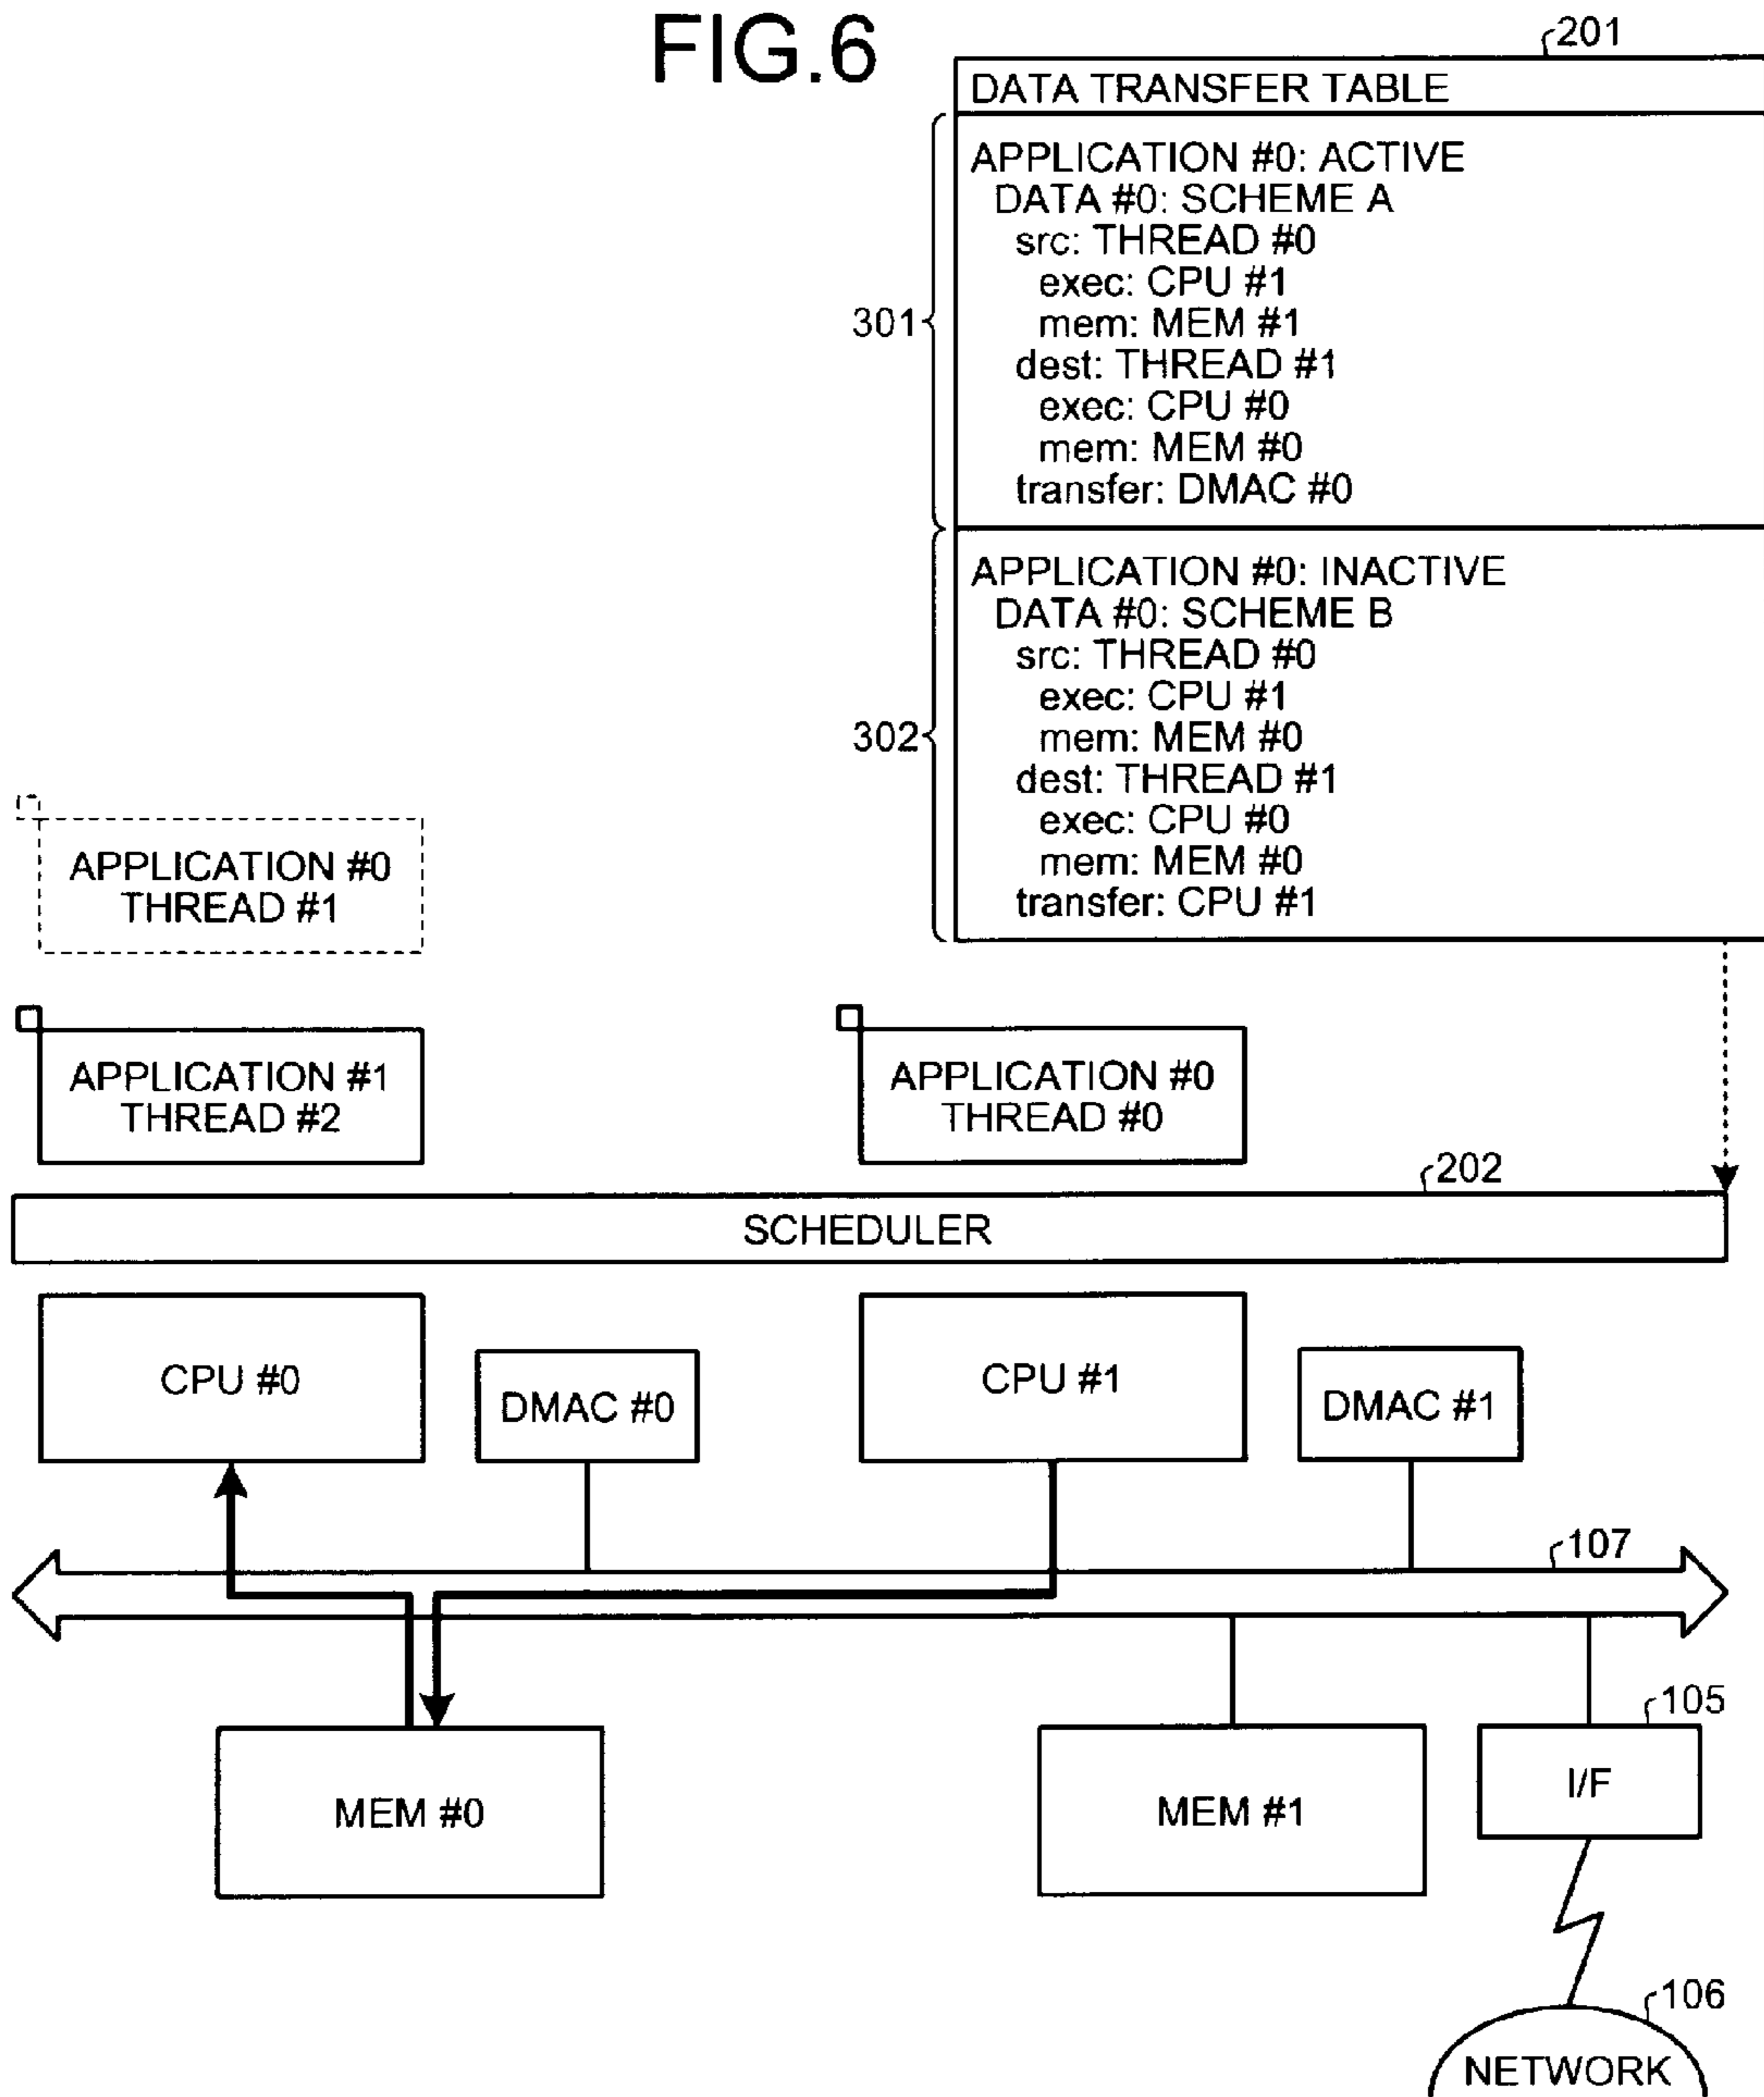 FIG.6
201
DATA TRANSFER TABLE
301
APPLICATION #0: ACTIVE
DATA #0: SCHEME A
src: THREAD #0
exec: CPU #1
mem: MEM #1
dest: THREAD #1
exec: CPU #0
mem: MEM #0
transfer: DMAC #0
302
APPLICATION #0: INACTIVE
DATA #0: SCHEME B
src: THREAD #0
exec: CPU #1
mem: MEM #0
dest: THREAD #1
exec: CPU #0
mem: MEM #0
transfer: CPU #1
APPLICATION #0
THREAD #1
APPLICATION #1
THREAD #2
APPLICATION #0
THREAD #0
202
SCHEDULER
CPU #0
DMAC #0
CPU #1
DMAC #1
107
MEM #0
MEM #1
105
I/F
106
NETWORK